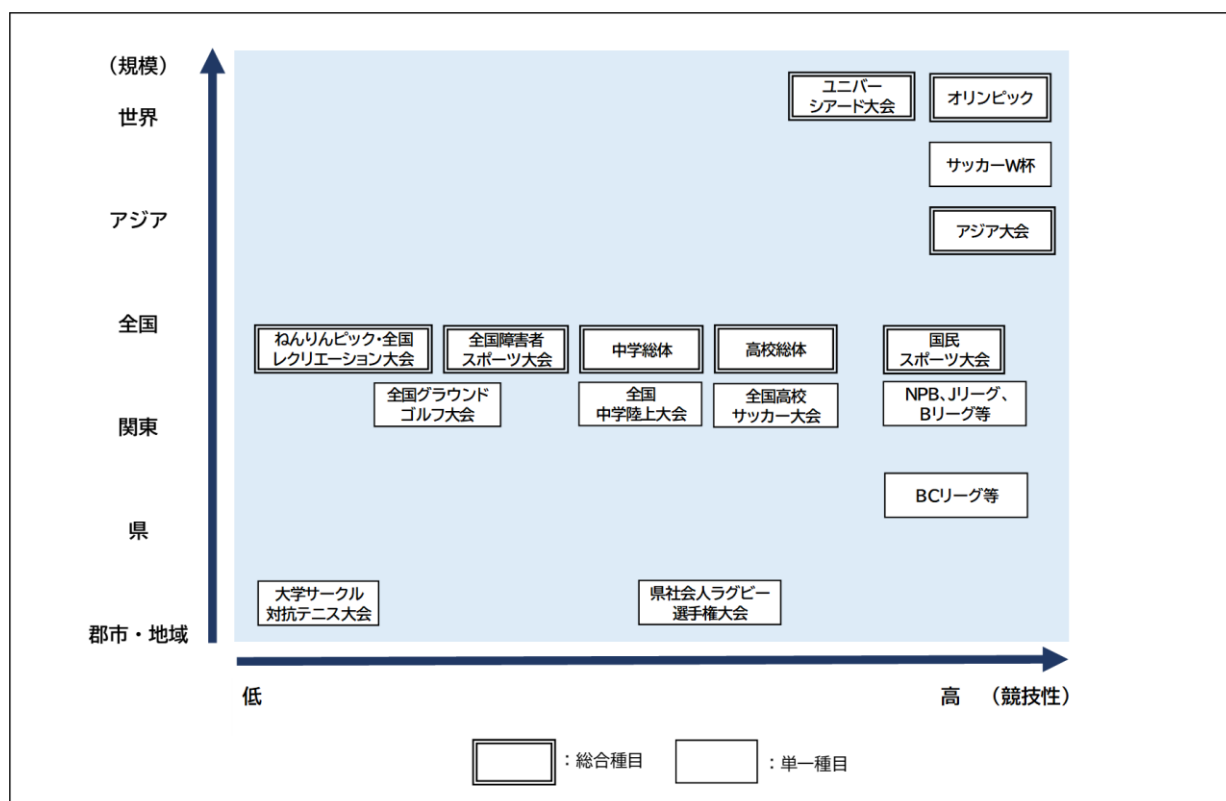 （規模）
世界
アジア
全国
関東
県
郡市・地域
ユニバー
シアード大会
オリンピック
サッカーW杯
アジア大会
ねんりんピック・全国
レクリエーション大会
全国障害者
スポーツ大会
中学総体
高校総体
国民
スポーツ大会
全国グラウンド
ゴルフ大会
全国
中学陸上大会
全国高校
サッカー大会
NPB、Jリーグ、
Bリーグ等
BCリーグ等
大学サークル
対抗テニス大会
県社会人ラグビー
選手権大会
低
高 （競技性）
：総合種目
：単一種目